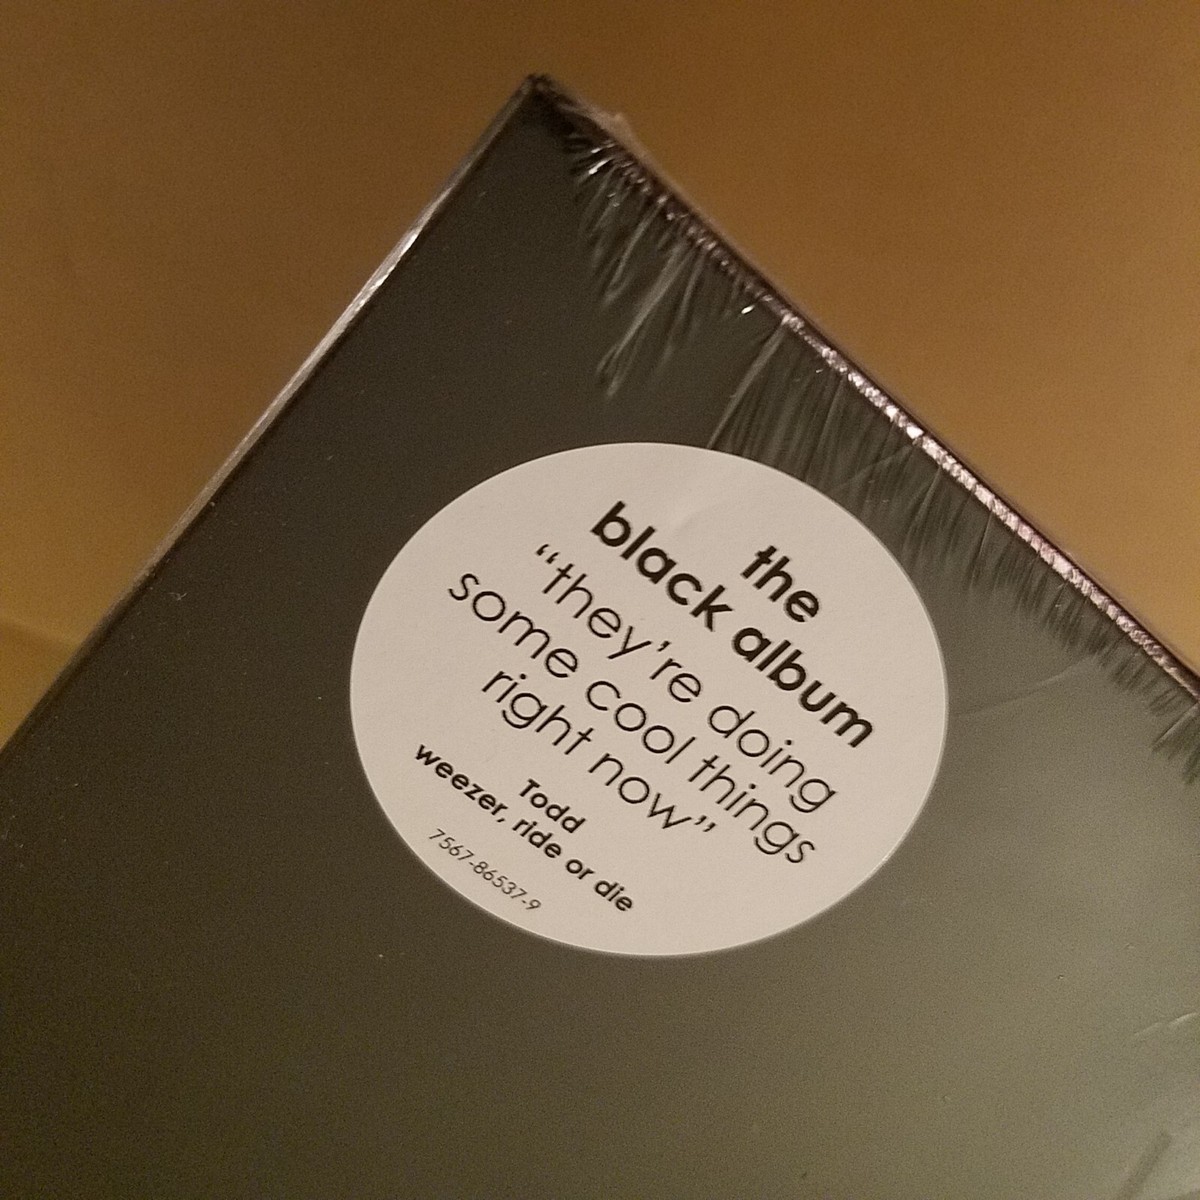 the
black album
“they’re doing
some cool things
right now”
Todd
weezer, ride or die
7567-86537-9